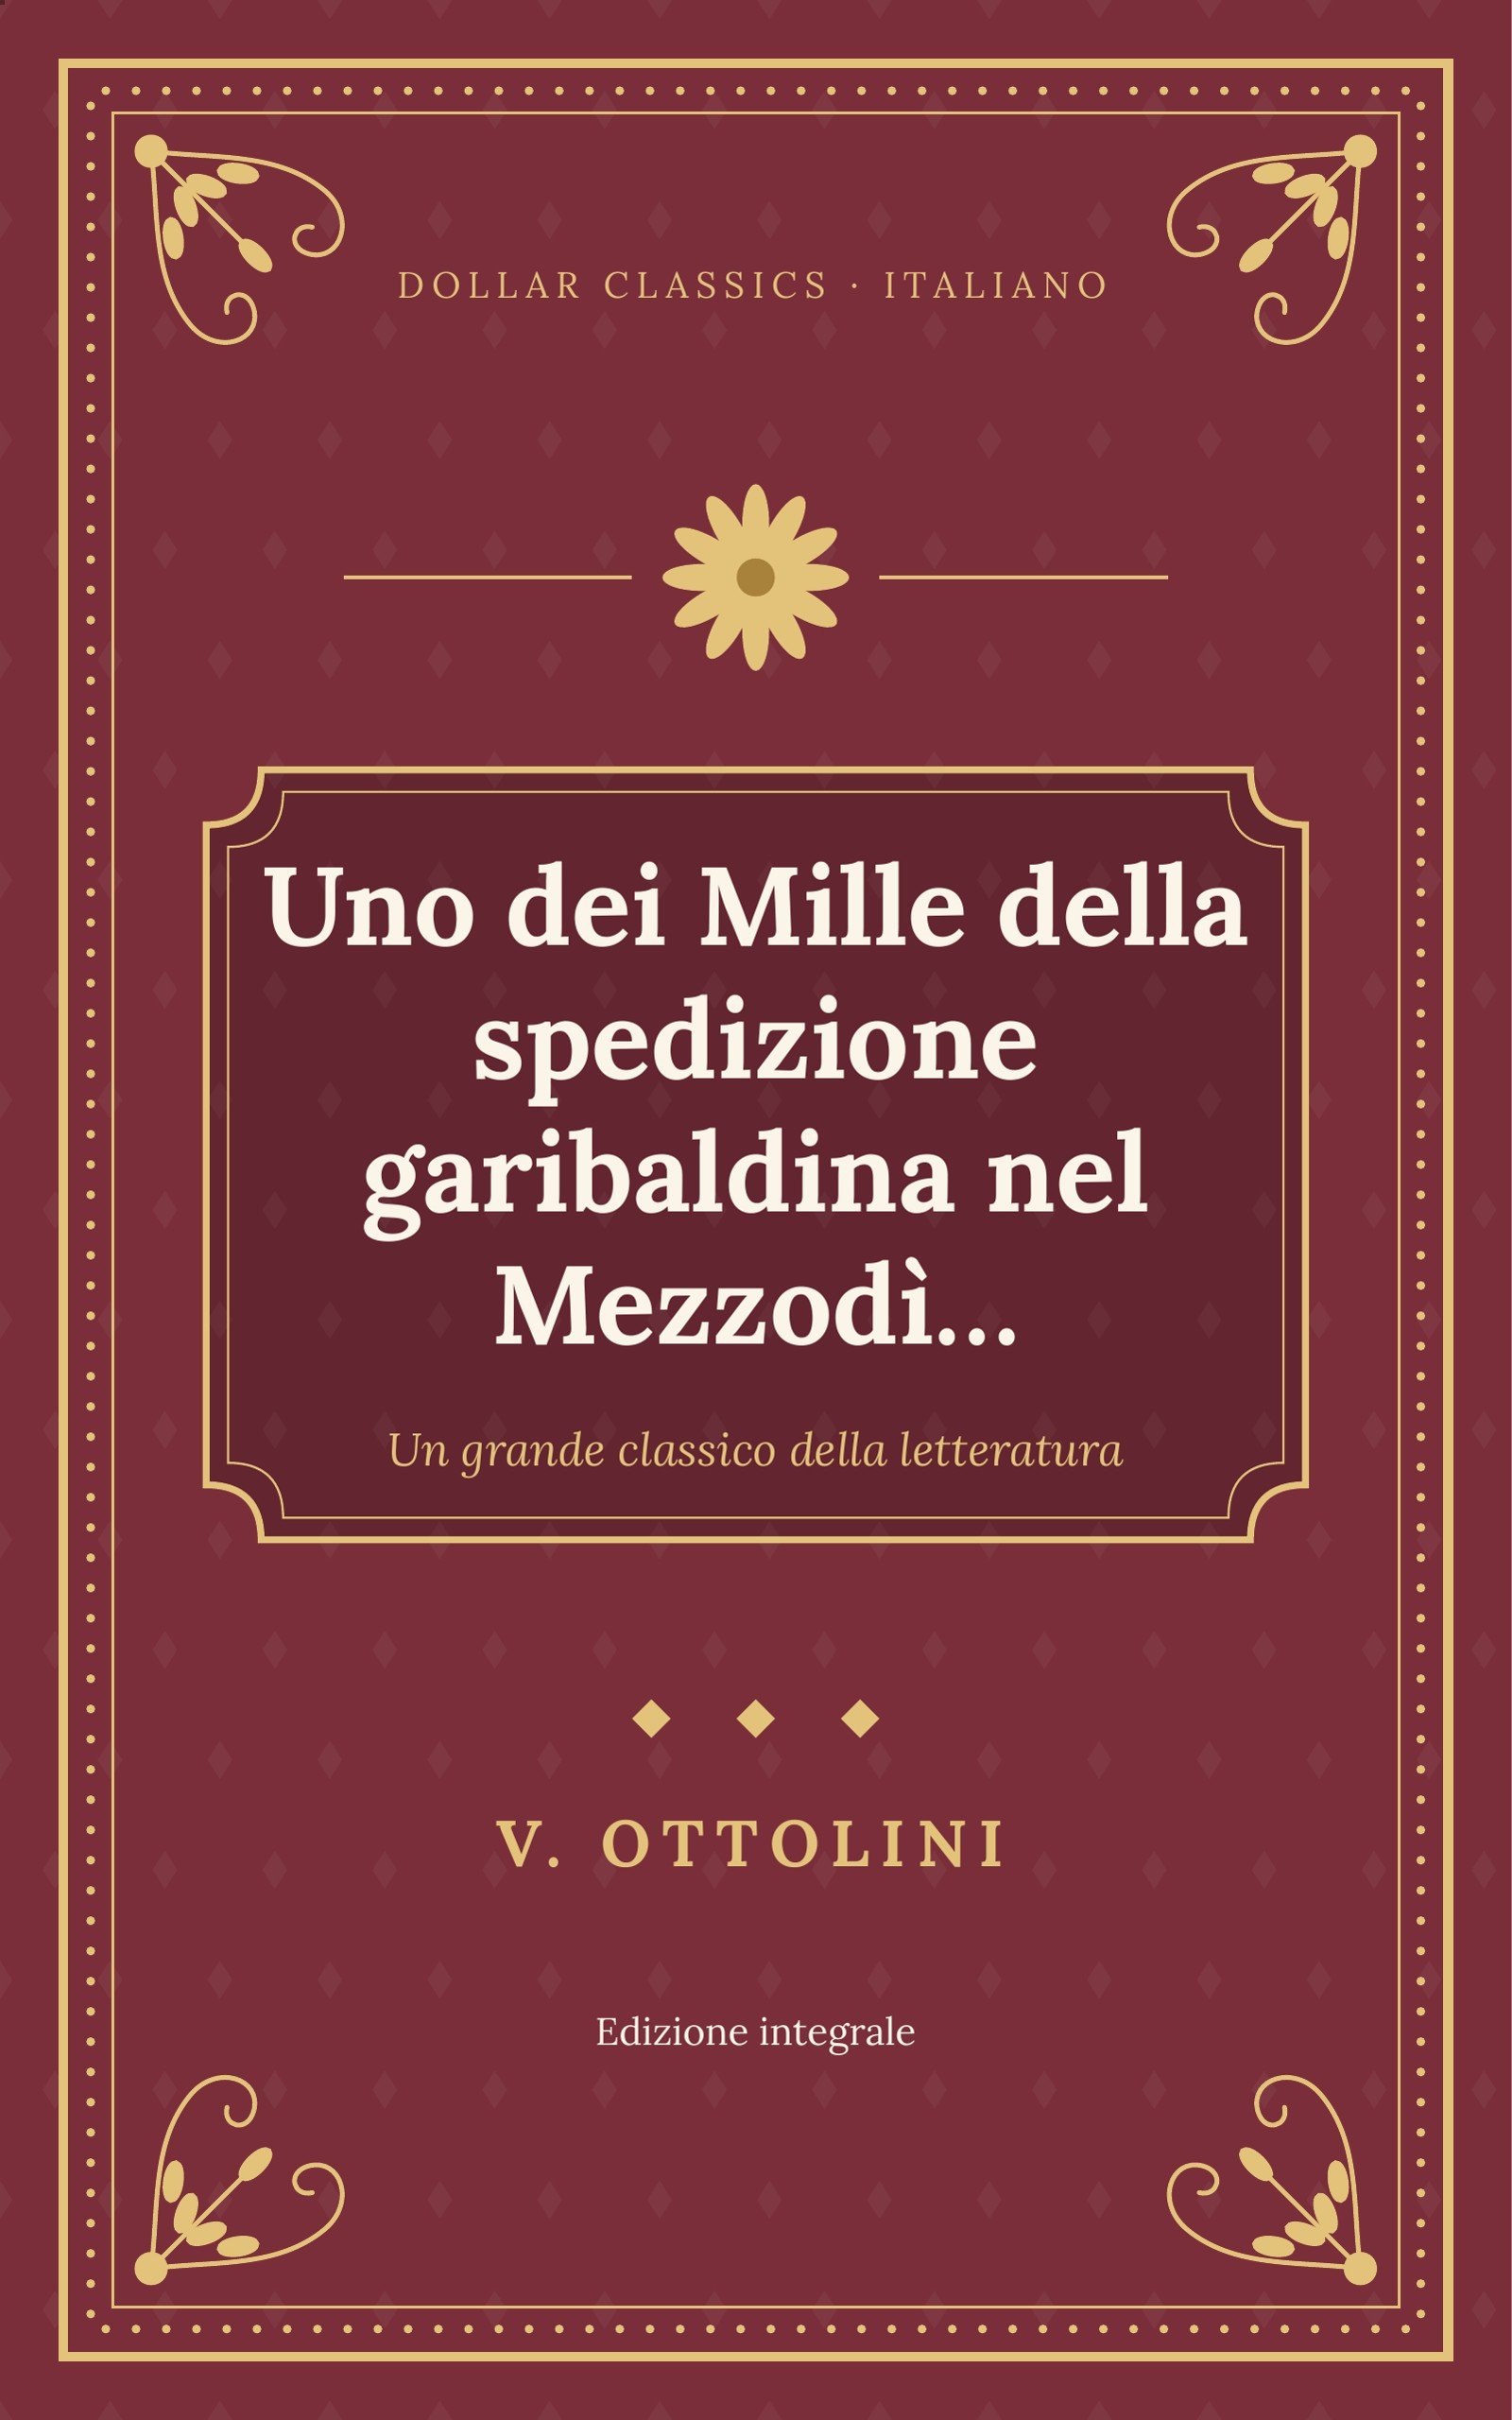 DOLLAR CLASSICS · ITALIANO
Uno dei Mille della
spedizione
garibaldina nel
Mezzodì...
Un grande classico della letteratura
V. OTTOLINI
Edizione integrale